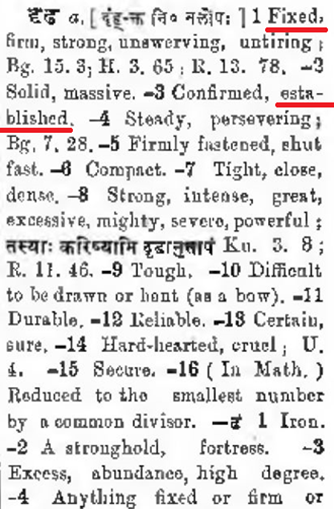 दृढ a. [ दृंह्-क्त नि॰ नलोपः ] 1 Fixed,
firm, strong, unswerving, untiring ;
Bg. 15. 3; H. 3. 65 ; R. 13. 78. -3
Solid, massive. -3 Confirmed, esta-
blished. -4 Steady, persevering;
Bg. 7. 28. -5 Firmly fastened, shut
fast. -6 Compact. -7 Tight, close,
dense. -8 Strong, intense, great,
excessive, mighty, severe, powerful ;
तस्याः करिष्यामि दृढानुतापं Ku. 3. 8 ;
R. 11. 46. -9 Tough. -10 Difficult
to be drawn or bent (as a bow). -11
Durable. -12 Reliable. -13 Certain,
sure. -14 Hard-hearted, cruel ; U.
4. -15 Secure. -16 ( In Math. )
Reduced to the smallest number
by a common divisor. —ढं 1 Iron.
-2 A stronghold, fortress. -3
Excess, abundance, high degree.
-4 Anything fixed or firm or